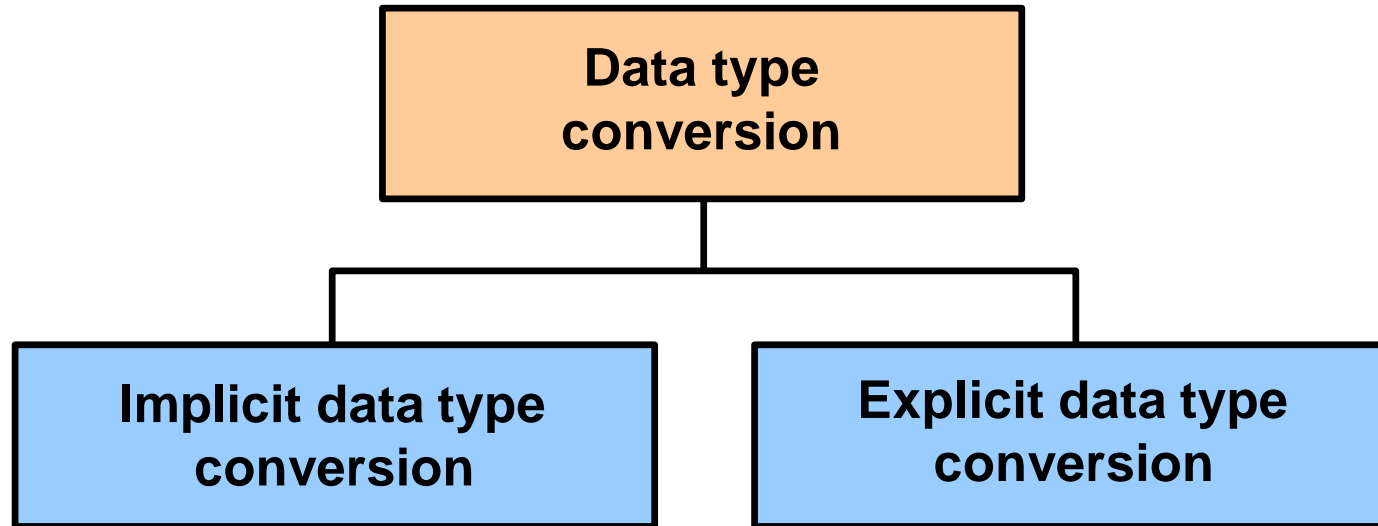 Data type
conversion
Implicit data type
conversion
Explicit data type
conversion